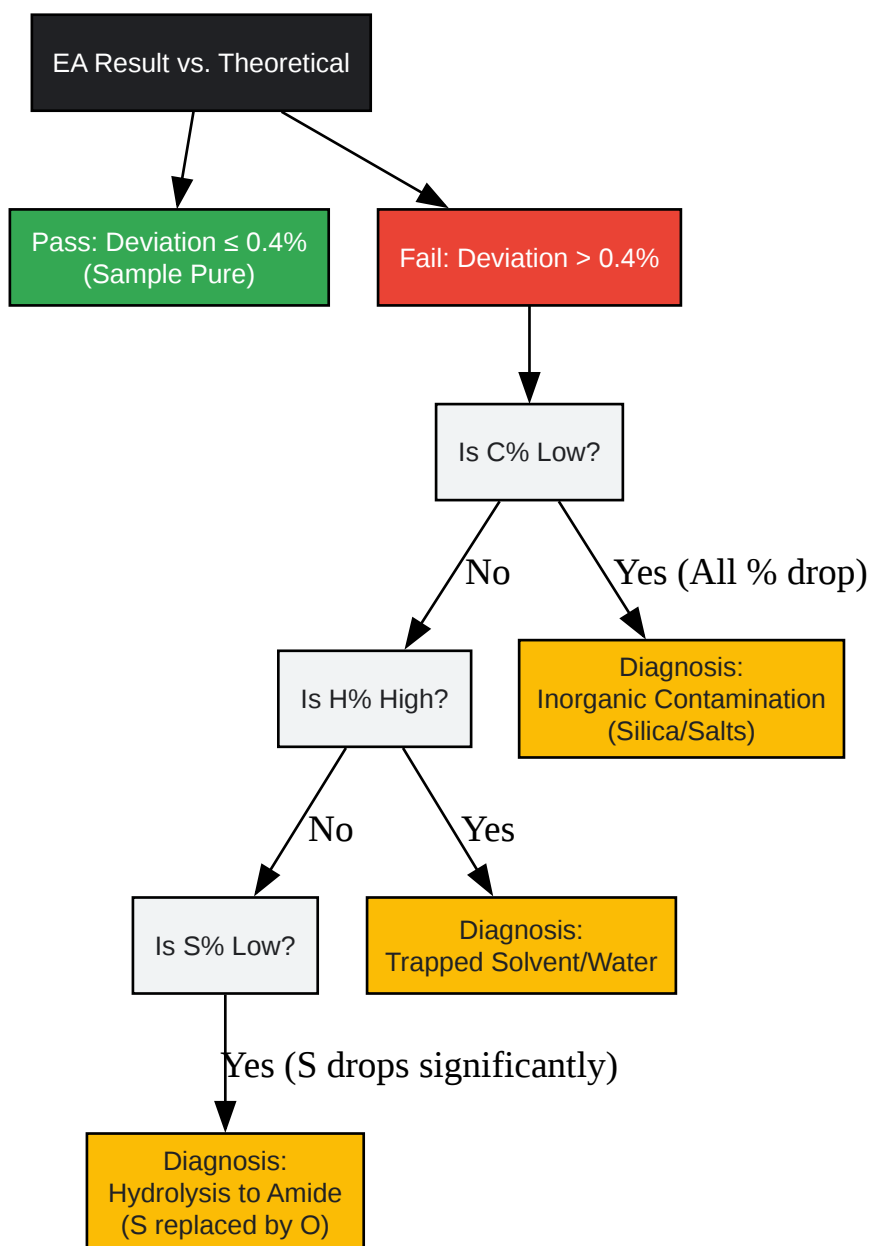 EA Result vs. Theoretical
Pass: Deviation ≤ 0.4%
(Sample Pure)
Fail: Deviation > 0.4%
Is C% Low?
No
Yes (All % drop)
Is H% High?
Diagnosis:
Inorganic Contamination
(Silica/Salts)
No
Yes
Is S% Low?
Diagnosis:
Trapped Solvent/Water
Yes (S drops significantly)
Diagnosis:
Hydrolysis to Amide
(S replaced by O)